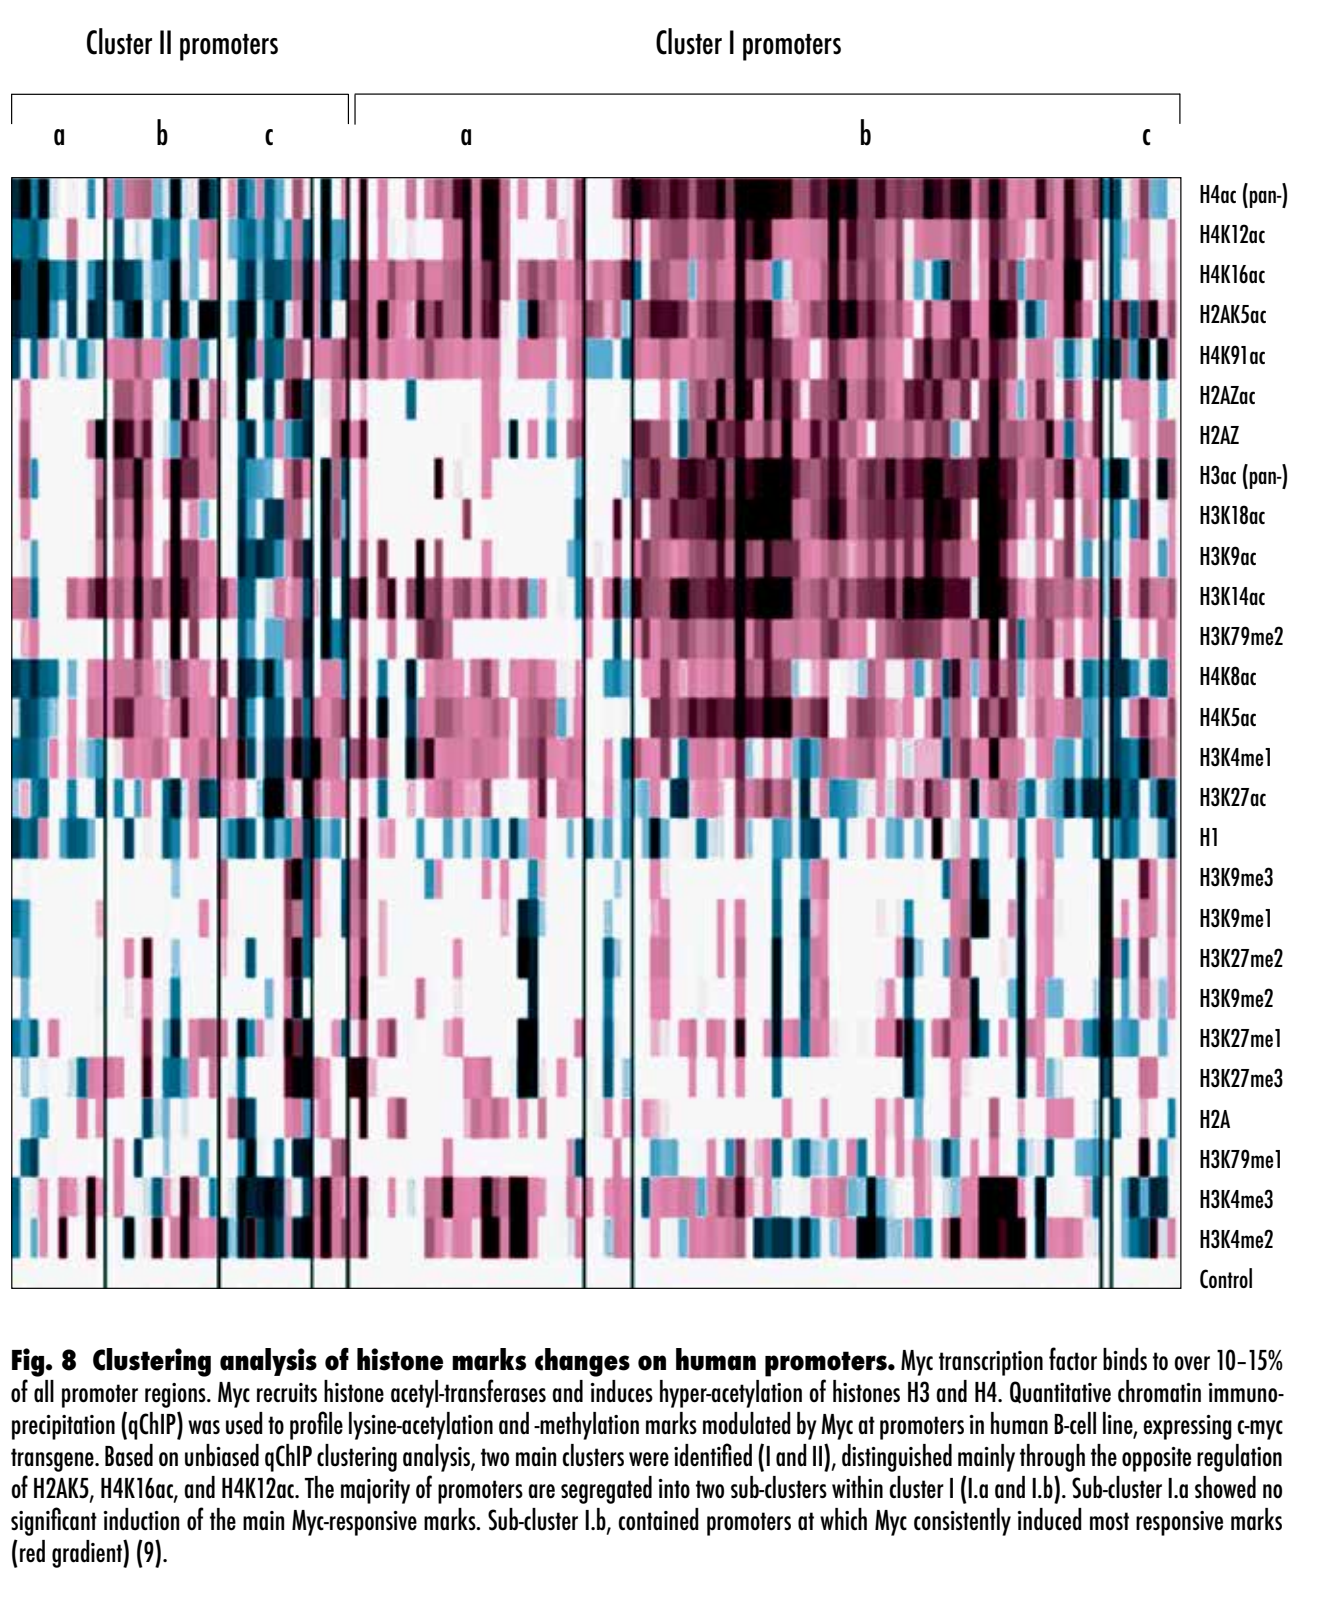 Cluster II promoters
Cluster I promoters
a
b
c
a
b
c
H4ac (pan-)
H4K12ac
H4K16ac
H2AK5ac
H4K91ac
H2AZac
H2AZ
H3ac (pan-)
H3K18ac
H3K9ac
H3K14ac
H3K79me2
H4K8ac
H4K5ac
H3K4me1
H3K27ac
H1
H3K9me3
H3K9me1
H3K27me2
H3K9me2
H3K27me1
H3K27me3
H2A
H3K79me1
H3K4me3
H3K4me2
Control
Fig. 8 Clustering analysis of histone marks changes on human promoters. Myc transcription factor binds to over 10–15%
of all promoter regions. Myc recruits histone acetyl-transferases and induces hyper-acetylation of histones H3 and H4. Quantitative chromatin immuno-
precipitation (qChIP) was used to profile lysine-acetylation and -methylation marks modulated by Myc at promoters in human B-cell line, expressing c-myc
transgene. Based on unbiased qChIP clustering analysis, two main clusters were identified (I and II), distinguished mainly through the opposite regulation
of H2AK5, H4K16ac, and H4K12ac. The majority of promoters are segregated into two sub-clusters within cluster I (I.a and I.b). Sub-cluster I.a showed no
significant induction of the main Myc-responsive marks. Sub-cluster I.b, contained promoters at which Myc consistently induced most responsive marks
(red gradient) (9).